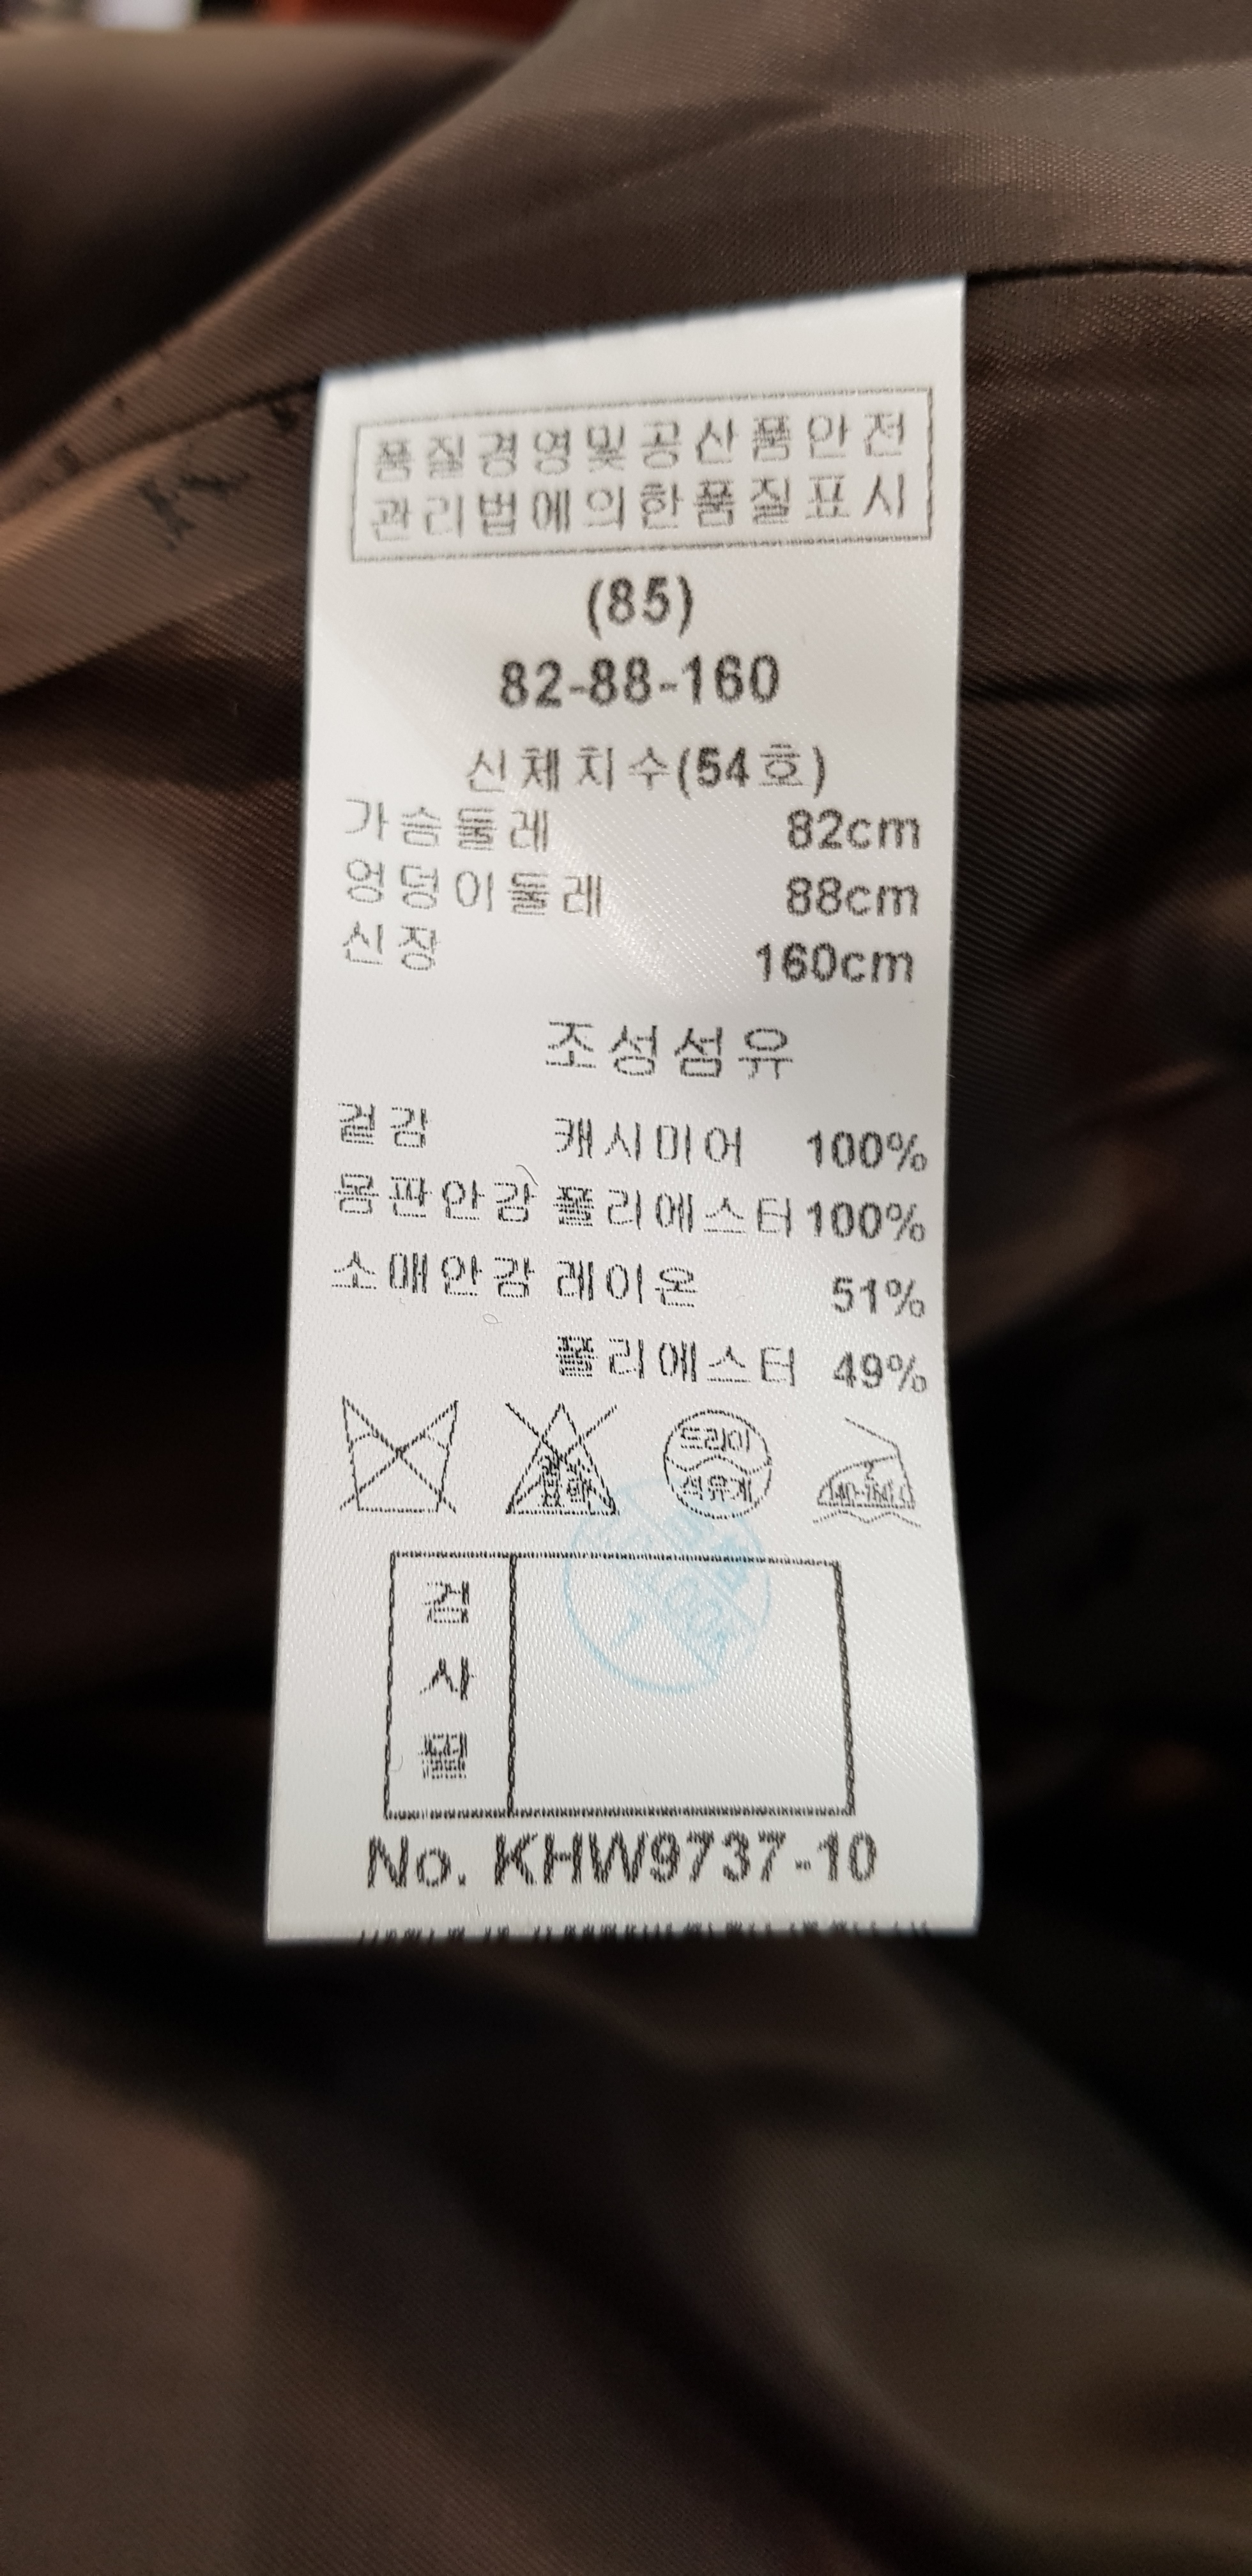 품질경영및공산품안전
관리법에의한품질표시
(85)
82-88-160
신체치수(54호)
가슴둘레 82cm
엉덩이둘레 88cm
신장 160cm
조성섬유
겉감 캐시미어 100%
몸판안감 폴리에스터 100%
소매안감 레이온 51%
폴리에스터 49%
드라이
석유계
검
사
필
No. KHW9737-10